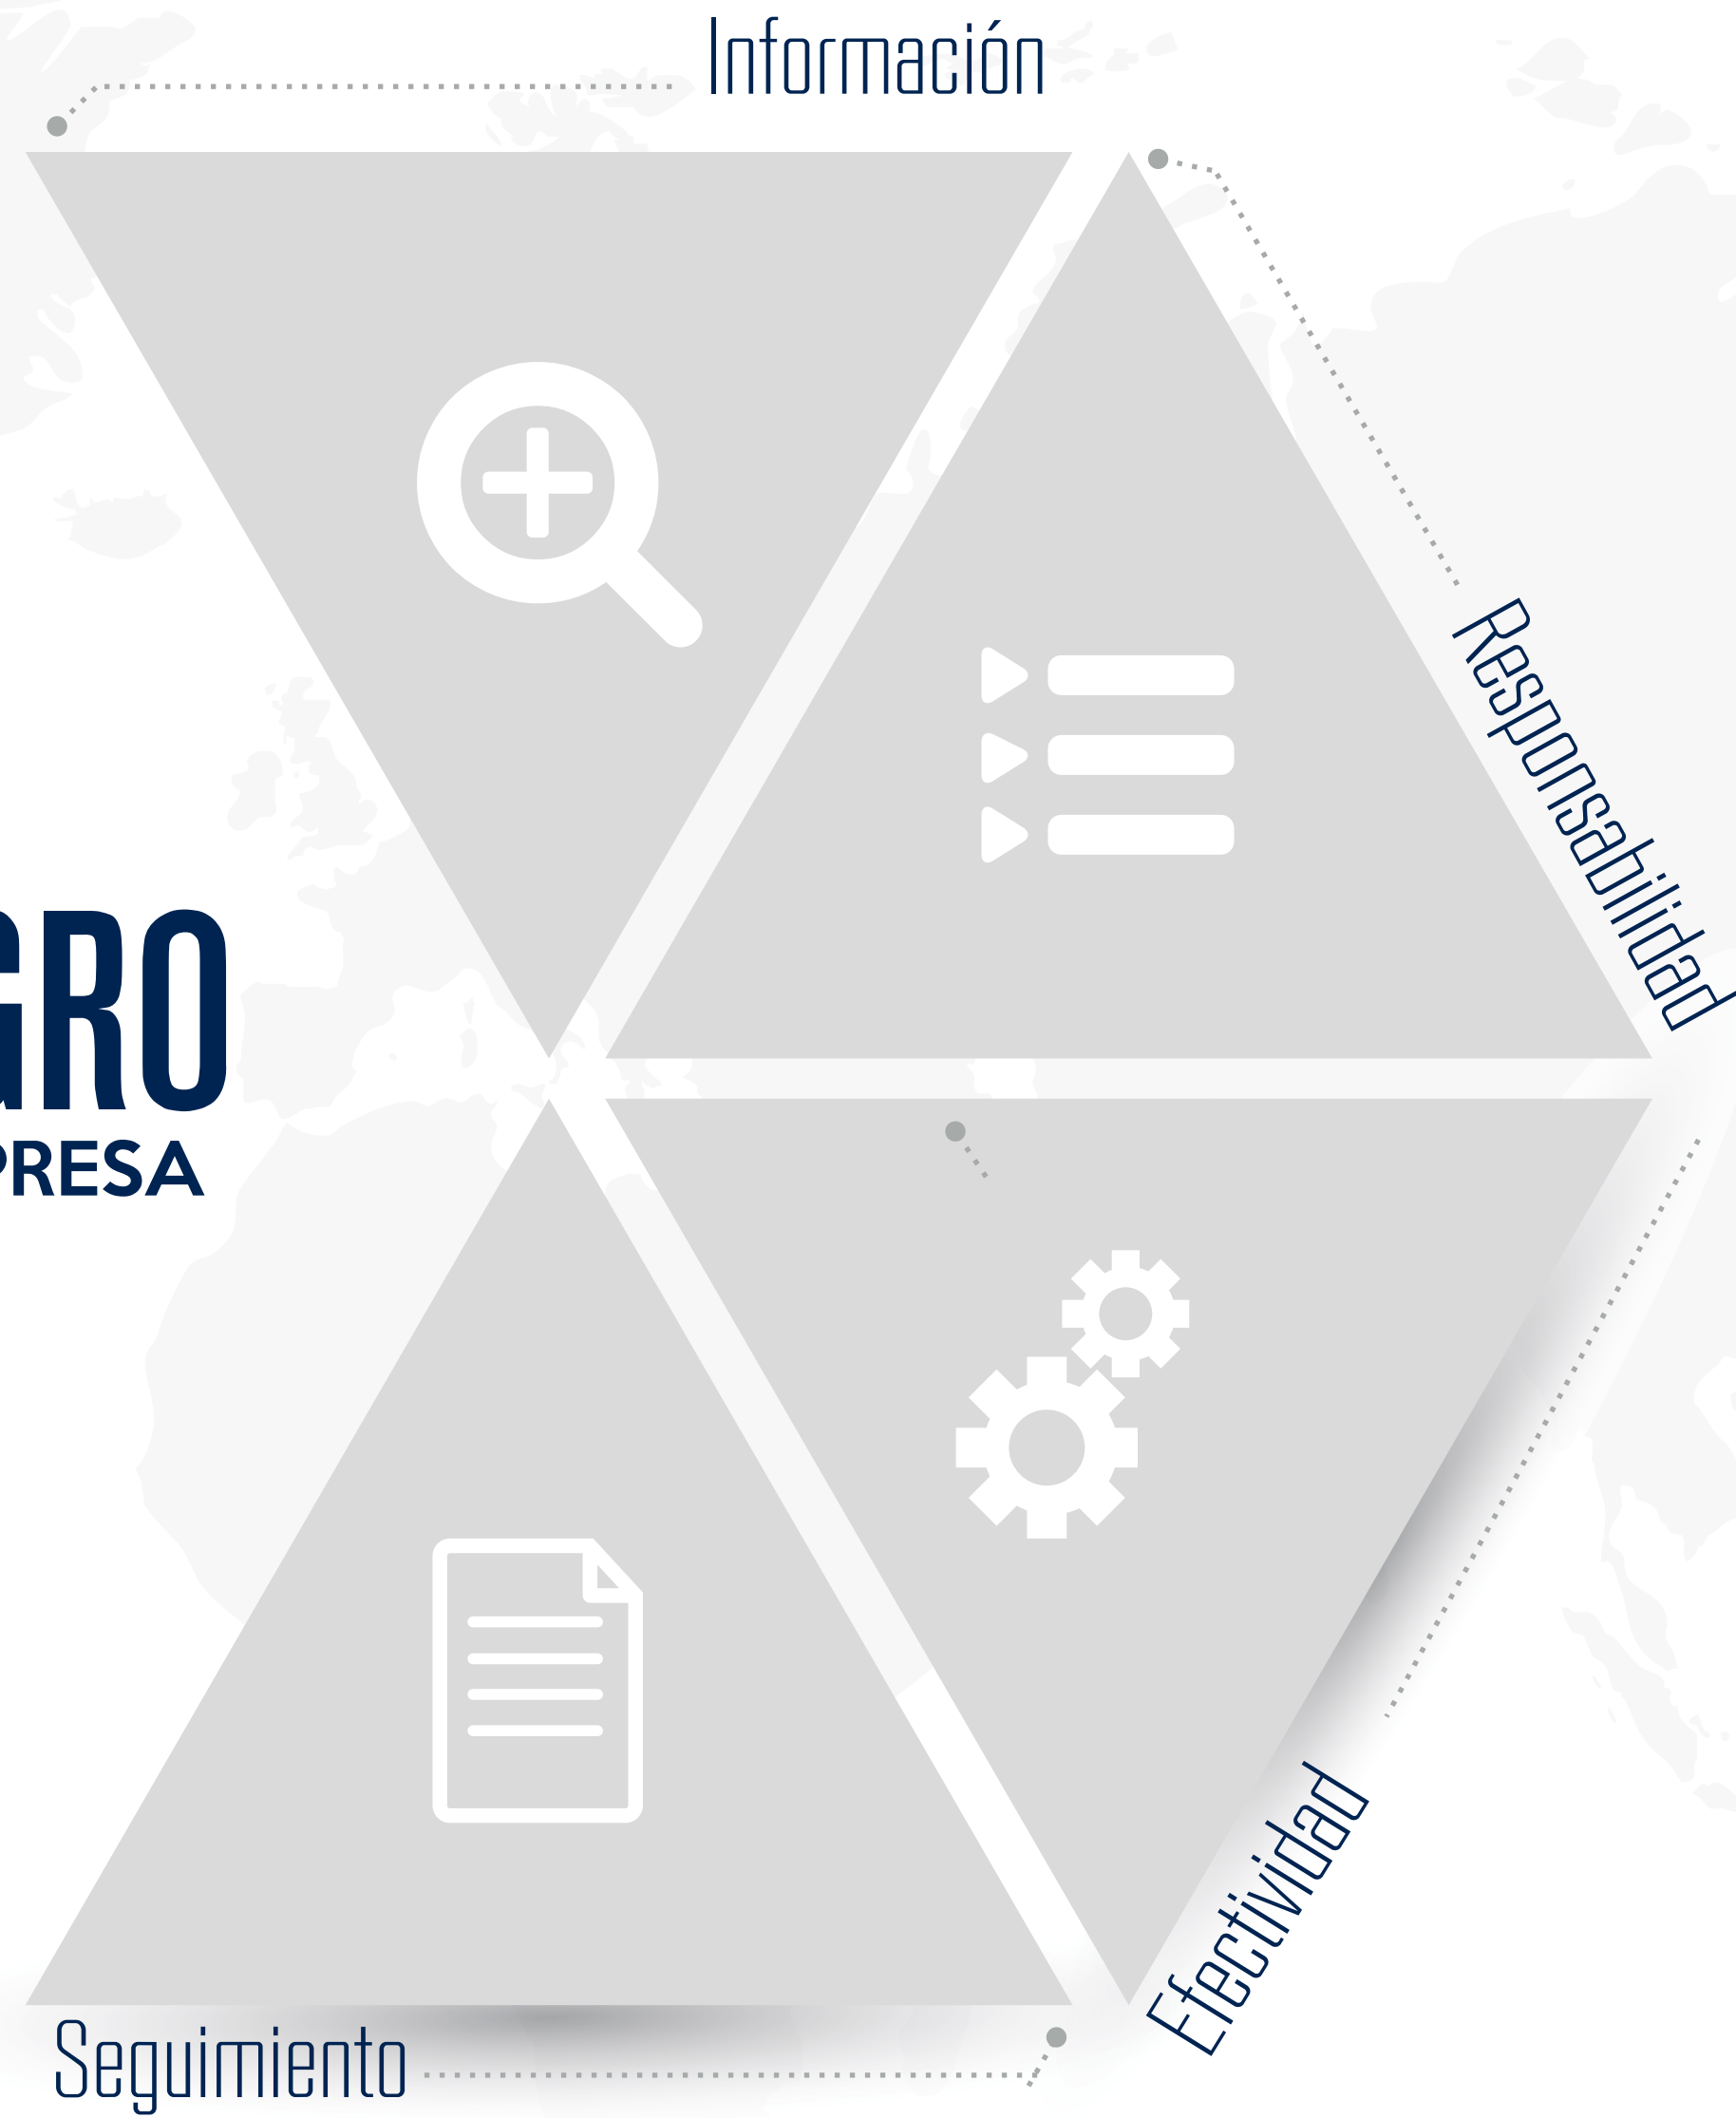 Información
Responsabilidad
GRO
PRESA
Efectividad
Seguimiento